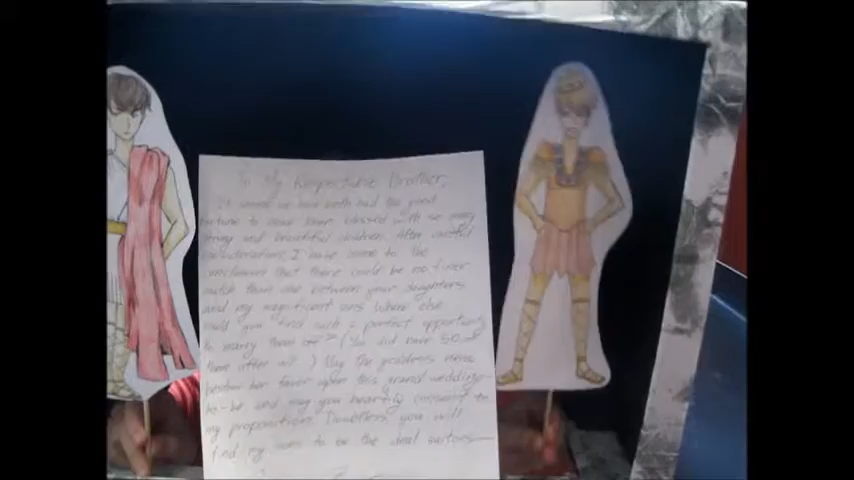 To My Respectable Brother,
It seems we have both had the good
fortune to have been blessed with so many
strong and beautiful children. After careful
consideration, I have come to the
conclusion that there could be no finer
match than one between your daughters
and my magnificent sons. Where else
could you find such a perfect opportunity
to marry them off? (You did have 50 of
them after all.) May the goddess Hera
bestow her favor upon this grand wedding-
to-be and may you heartily consent to
my proposition. Doubtless, you will
find my sons to be the ideal suitors—